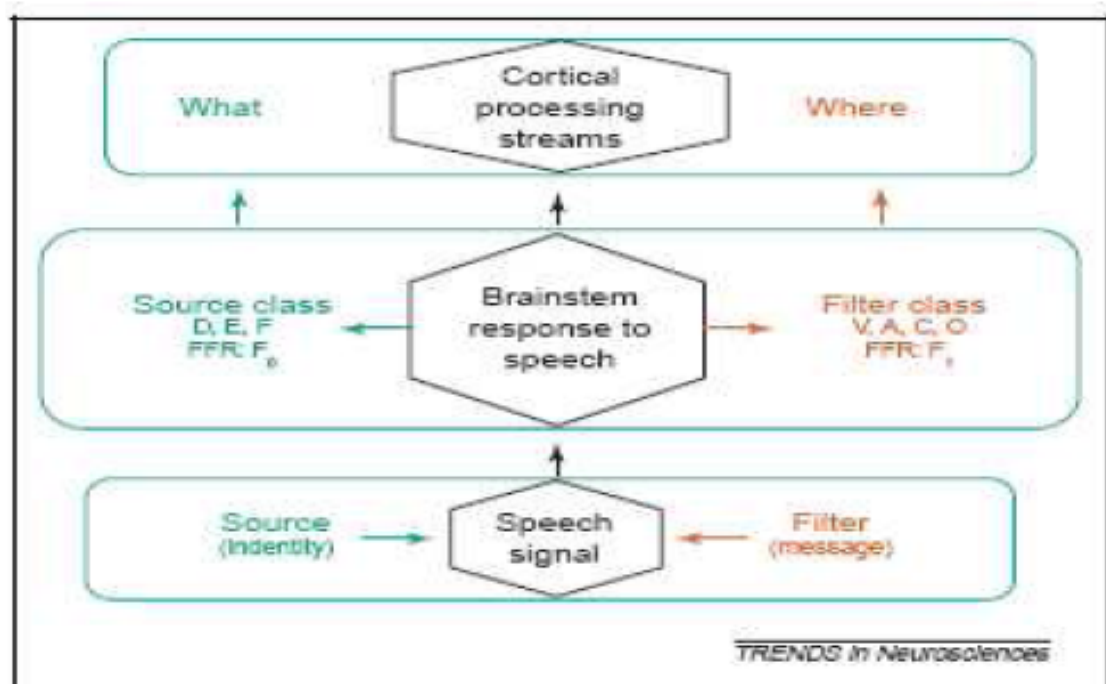 What
Cortical
processing
streams
Where
Source class
D, E, F
FFR: F₀
Brainstem
response to
speech
Filter class
V, A, C, O
FFR: F
Source
(Indentity)
Speech
signal
Filter
(message)
TRENDS in Neurosciences